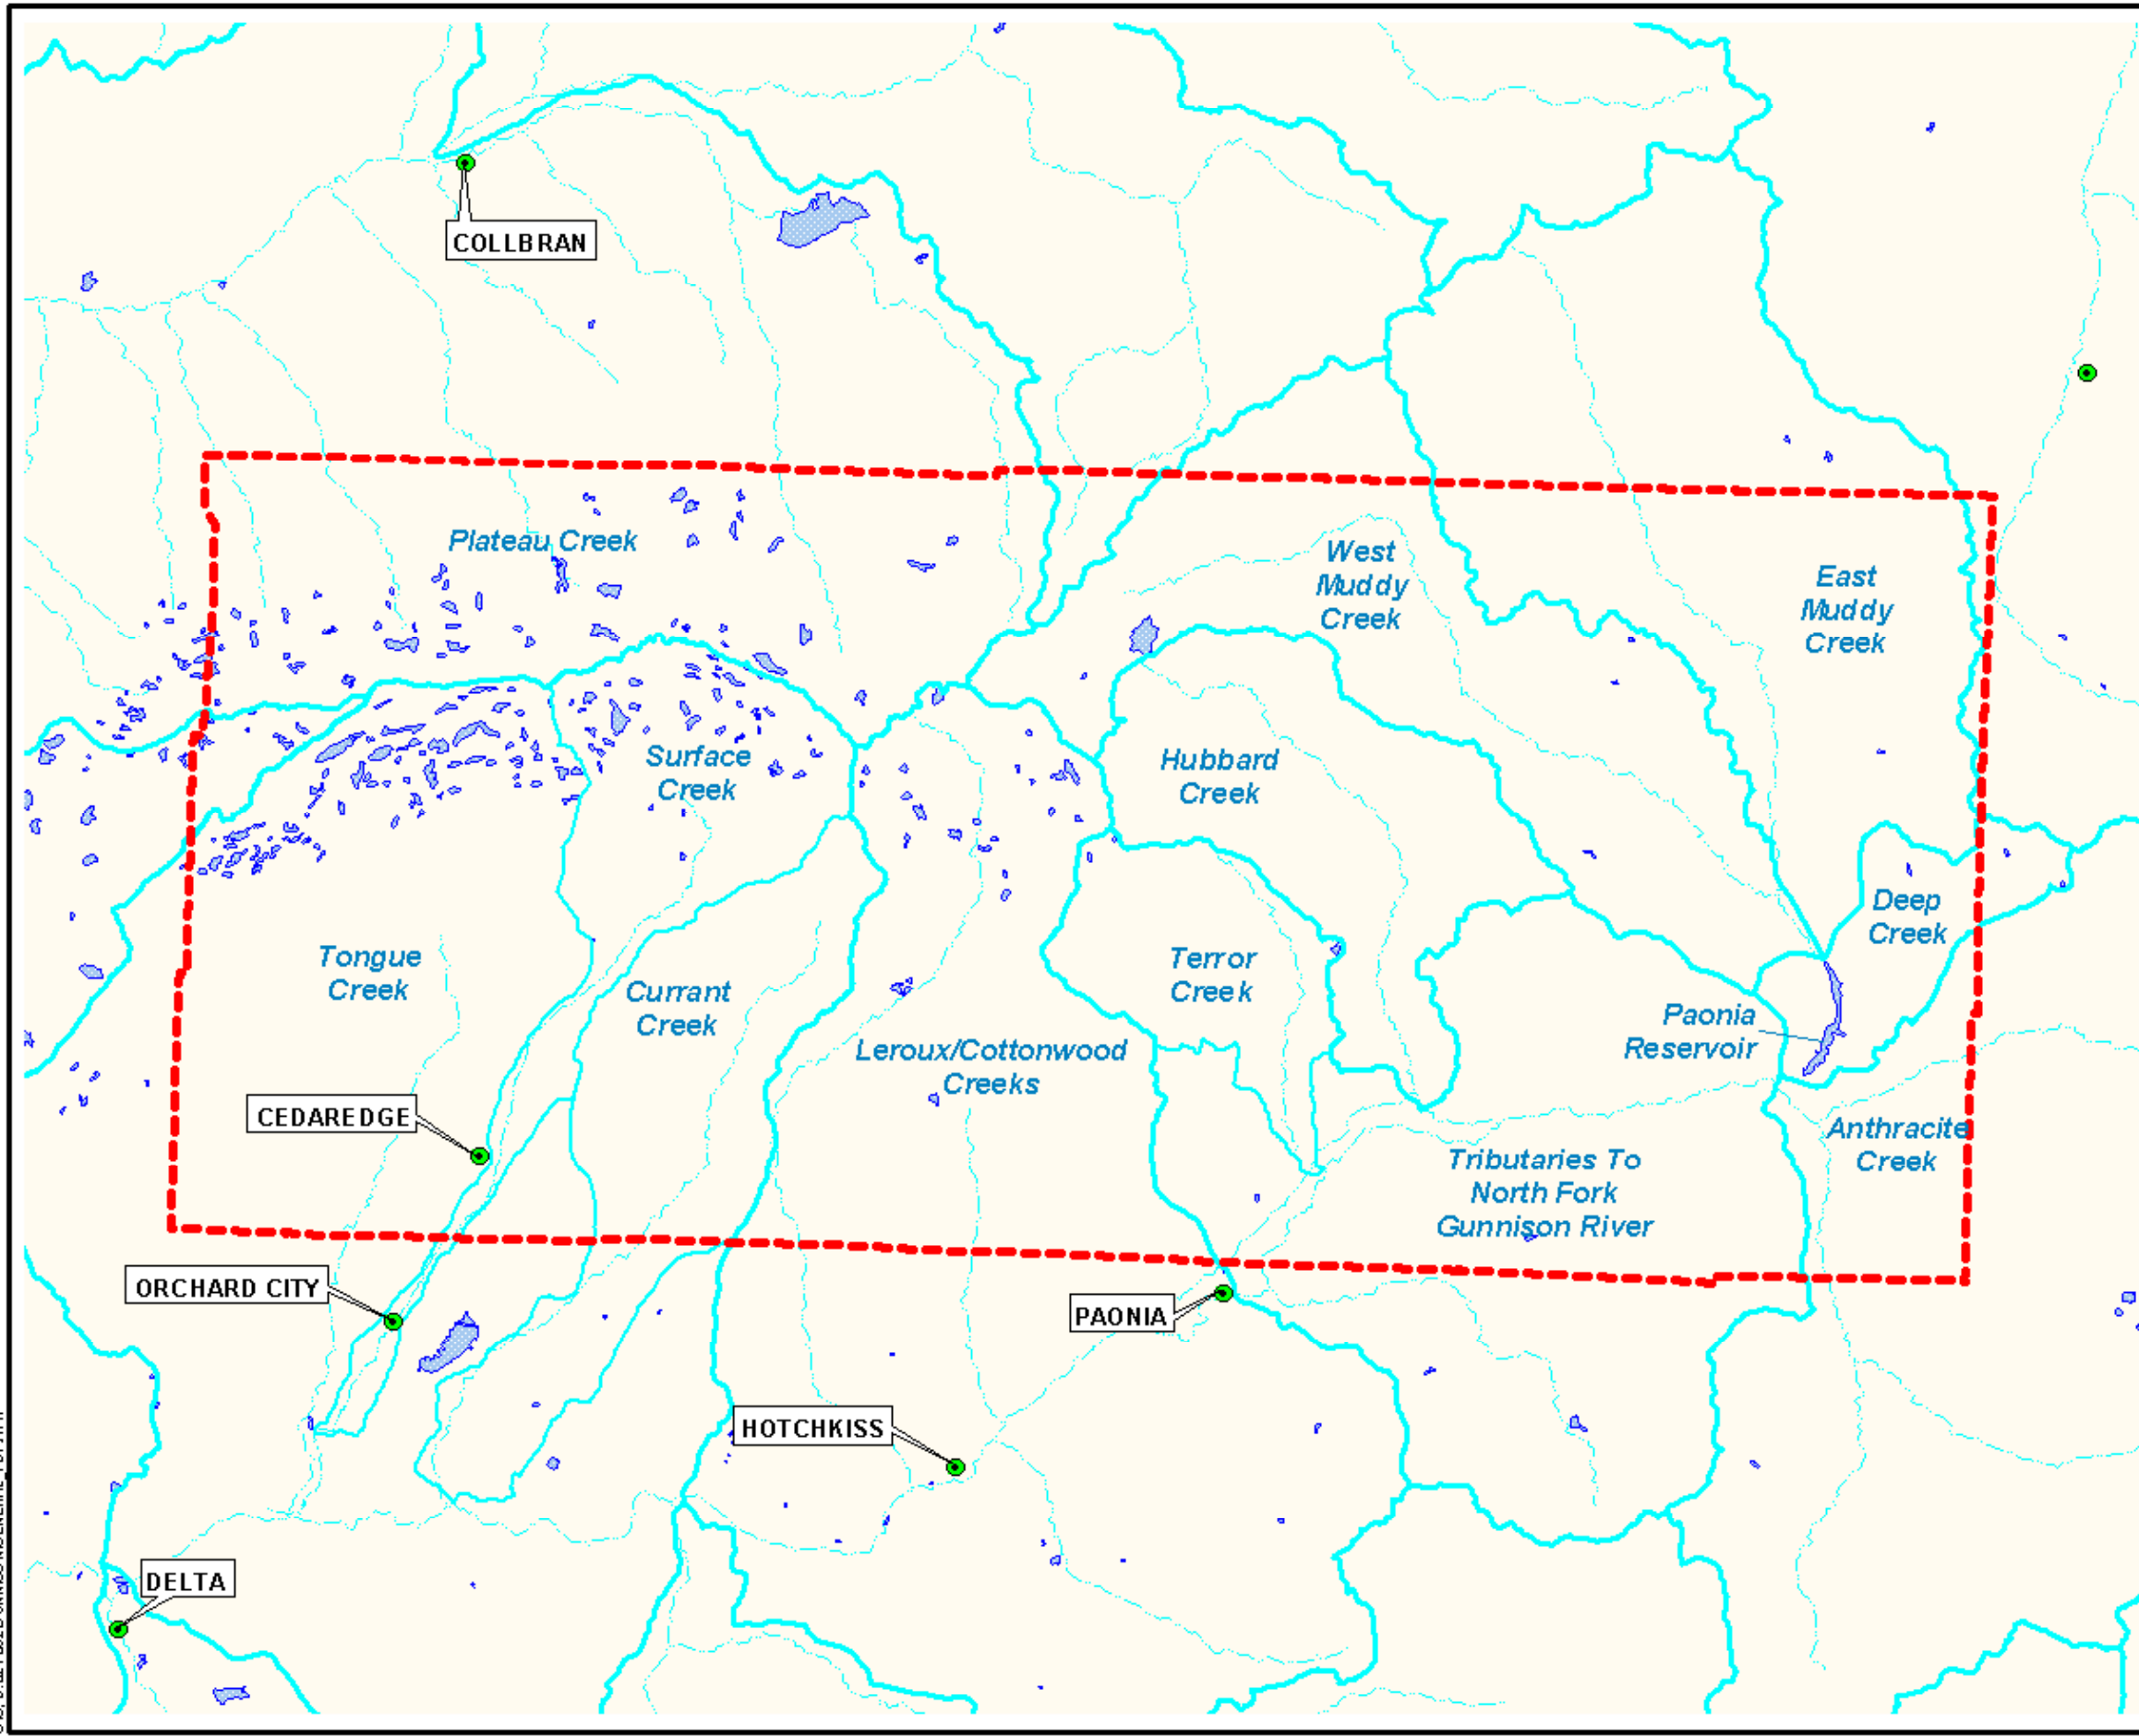 COLLBRAN
Plateau Creek
West
Muddy
Creek
East
Muddy
Creek
Surface
Creek
Hubbard
Creek
Deep
Creek
Tongue
Creek
Currant
Creek
Terror
Creek
Paonia
Reservoir
Leroux/Cottonwood
Creeks
CEDAREDGE
Anthracite
Creek
Tributaries To
North Fork
Gunnison River
ORCHARD CITY
PAONIA
HOTCHKISS
DELTA